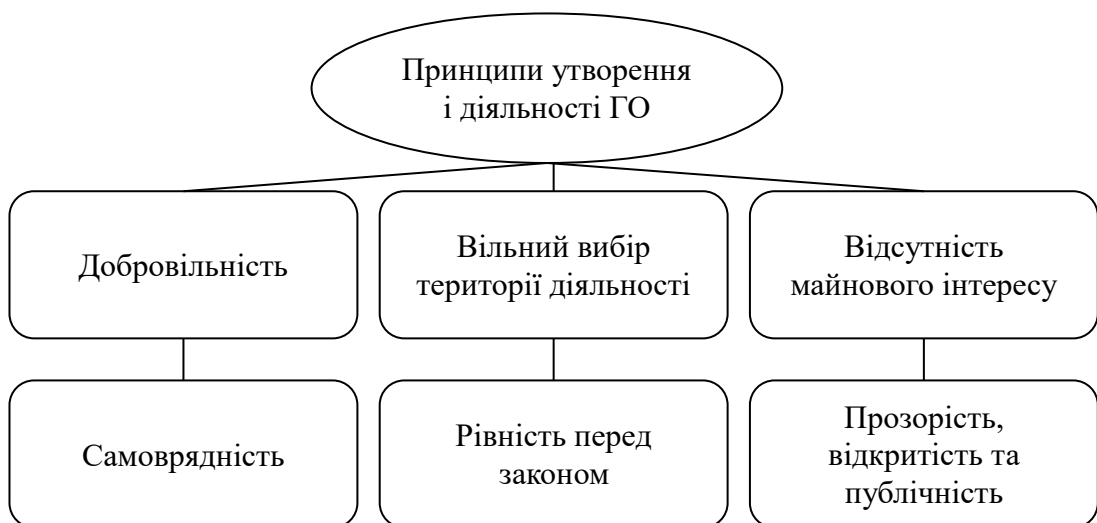 Принципи утворення
і діяльності ГО
Добровільність
Вільний вибір
території діяльності
Відсутність
майнового інтересу
Самоврядність
Рівність перед
законом
Прозорість,
відкритість та
публічність